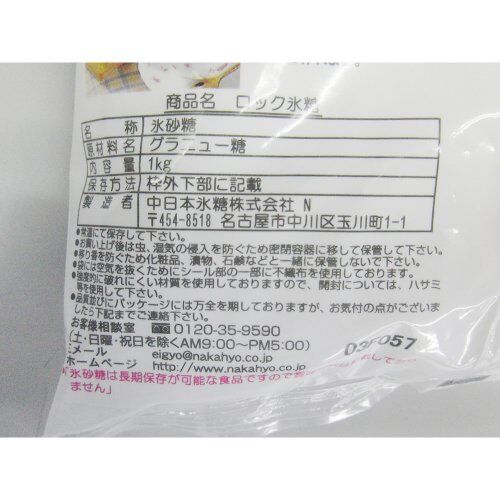 商品名 ロック氷糖
名 称 氷砂糖
原材料名 グラニュー糖
内容量 1kg
保存方法 枠外下部に記載
製造者 中日本氷糖株式会社 N
〒454-8518 名古屋市中川区玉川町1-1
●常温にて保存して下さい。
●お買い上げ後は虫、湿気の侵入を防ぐため密閉容器に移して保管して下さい。
●移り香を防ぐため化粧品、漬物、石鹸などと一緒に保管しないで下さい。
●袋には空気を抜くためにシール部の一部に不織布を使用しております。
●強度的に破れにくい材質を使用しておりますので、開封については、ハサミ
等を使用して下さい。
●品質並びにパッケージには万全を期しておりますが、お気付の点がございま
したら下記までご連絡下さい。
お客様相談室 0120-35-9590
(土・日曜・祝日を除くAM9:00~PM5:00)
Eメール eigyo@nakahyo.co.jp
ホームページ http://www.nakahyo.co.jp
「氷砂糖は長期保存が可能な食品ですので
ません」